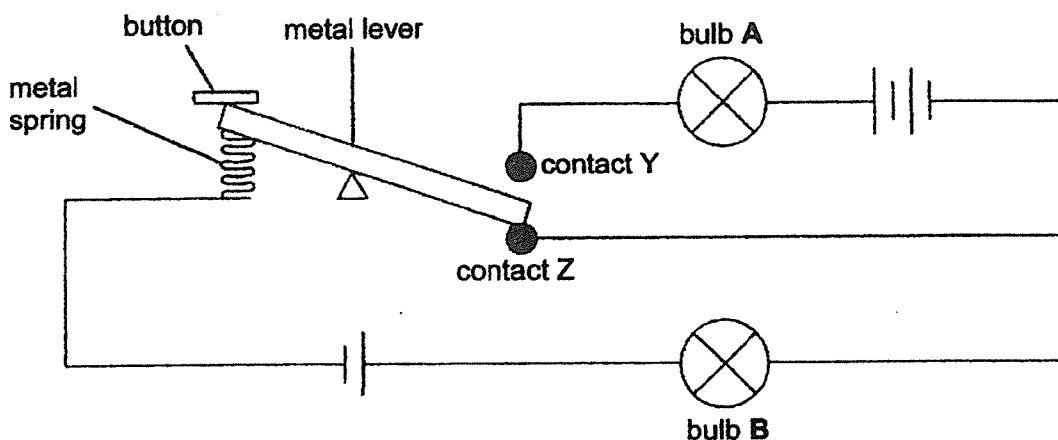 button
metal lever
bulb A
metal
spring
contact Y
contact Z
bulb B